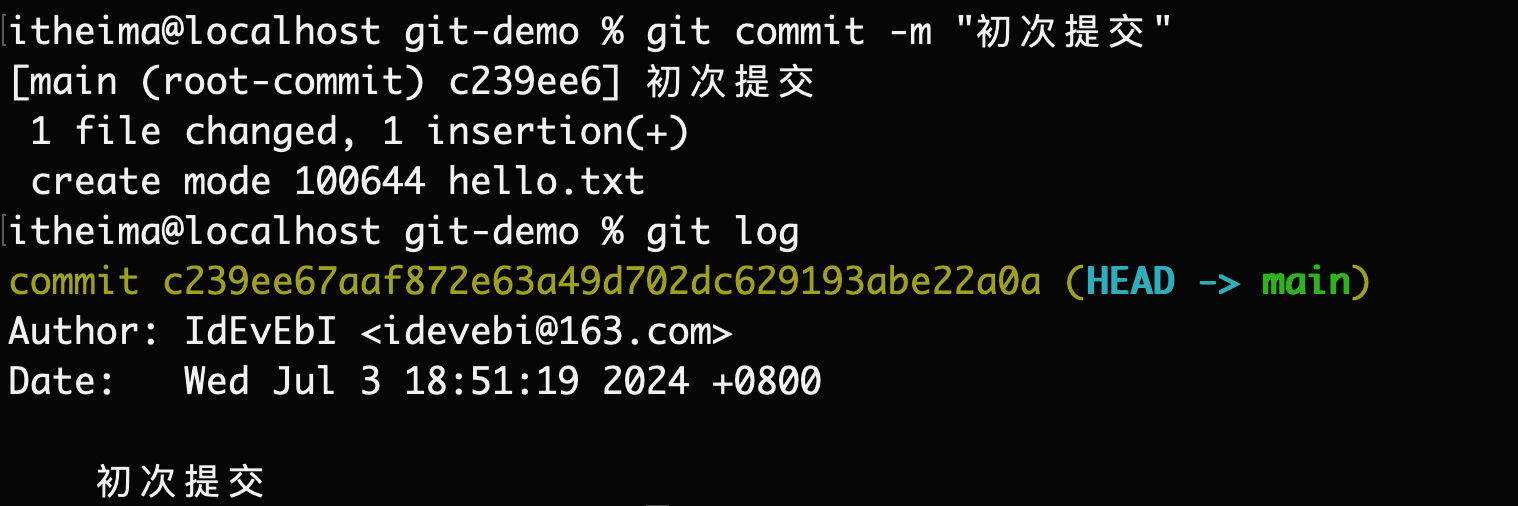 itheima@localhost git-demo % git commit -m "初次提交"
[main (root-commit) c239ee6] 初次提交
 1 file changed, 1 insertion(+)
 create mode 100644 hello.txt
itheima@localhost git-demo % git log
commit c239ee67aaf872e63a49d702dc629193abe22a0a (HEAD -> main)
Author: IdEvEbI <idevebi@163.com>
Date:   Wed Jul 3 18:51:19 2024 +0800

    初次提交